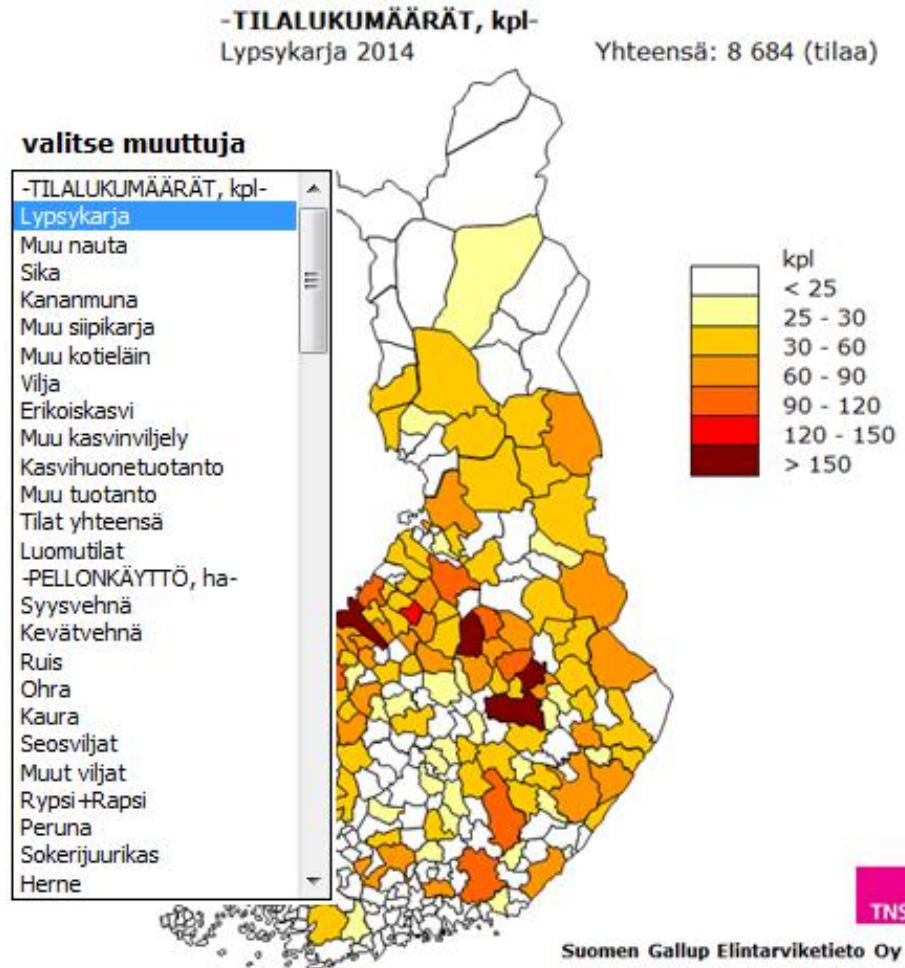 -TILALUKUMÄÄRÄT, kpl-
Lypsykarja 2014 Yhteensä: 8 684 (tilaa)
valitse muuttuja
-TILALUKUMÄÄRÄT, kpl-
Lypsykarja
Muu nauta
Sika
Kananmuna
Muu siipikarja
Muu kotieläin
Vilja
Erikoiskasvi
Muu kasvinviljely
Kasvihuonetuotanto
Muu tuotanto
Tilat yhteensä
Luomutilat
-PELLONKÄYTTÖ, ha-
Syysvehnä
Kevätvehnä
Ruis
Ohra
Kaura
Seosviljat
Muut viljat
Rypsi+Rapsi
Peruna
Sokerijuurikas
Herne
kpl
< 25
25 - 30
30 - 60
60 - 90
90 - 120
120 - 150
> 150
TNS
Suomen Gallup Elintarviketieto Oy